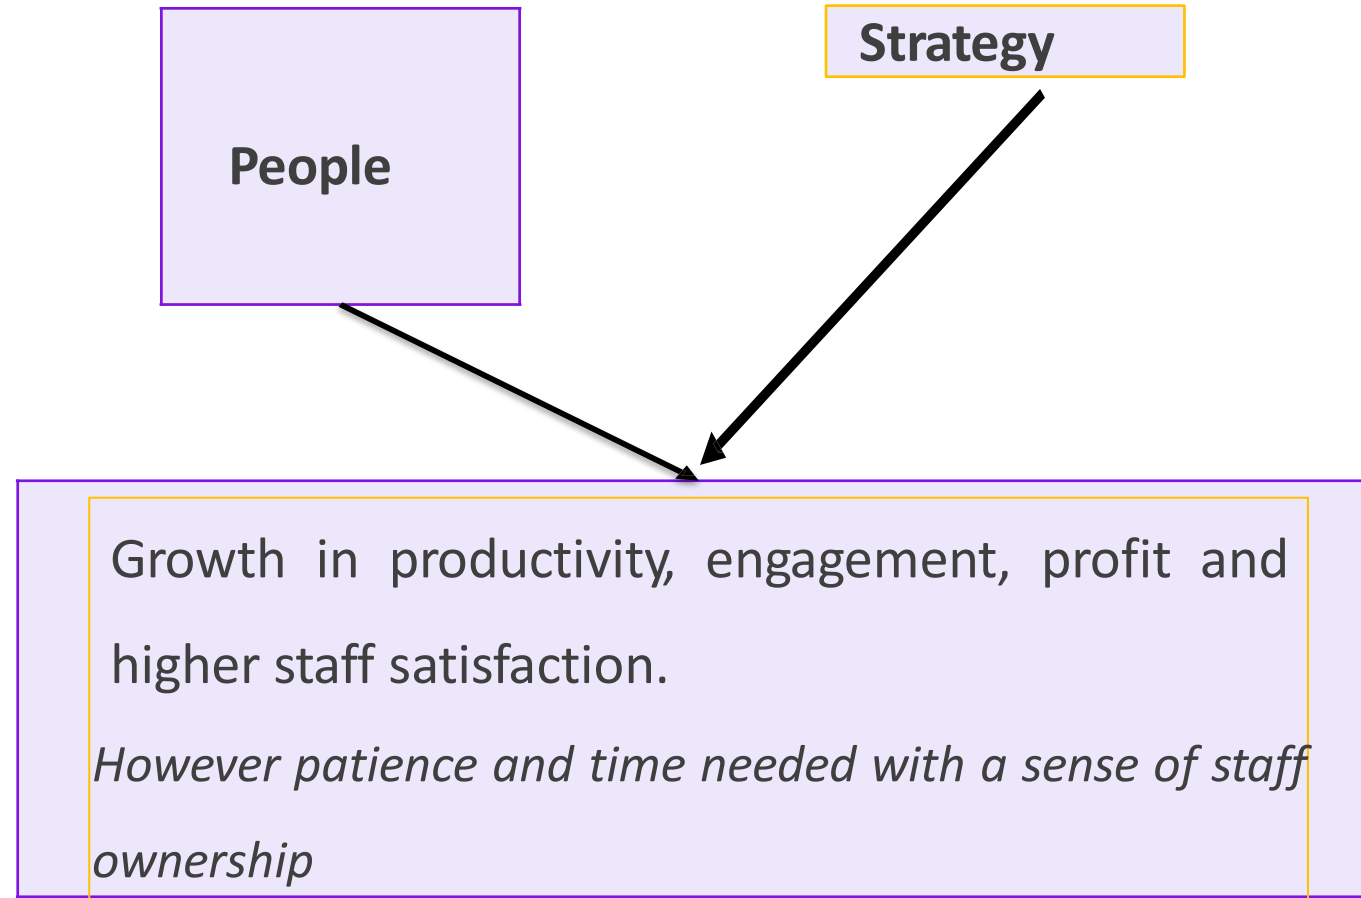 Strategy
People
Growth in productivity, engagement, profit and
higher staff satisfaction.
However patience and time needed with a sense of staff
ownership